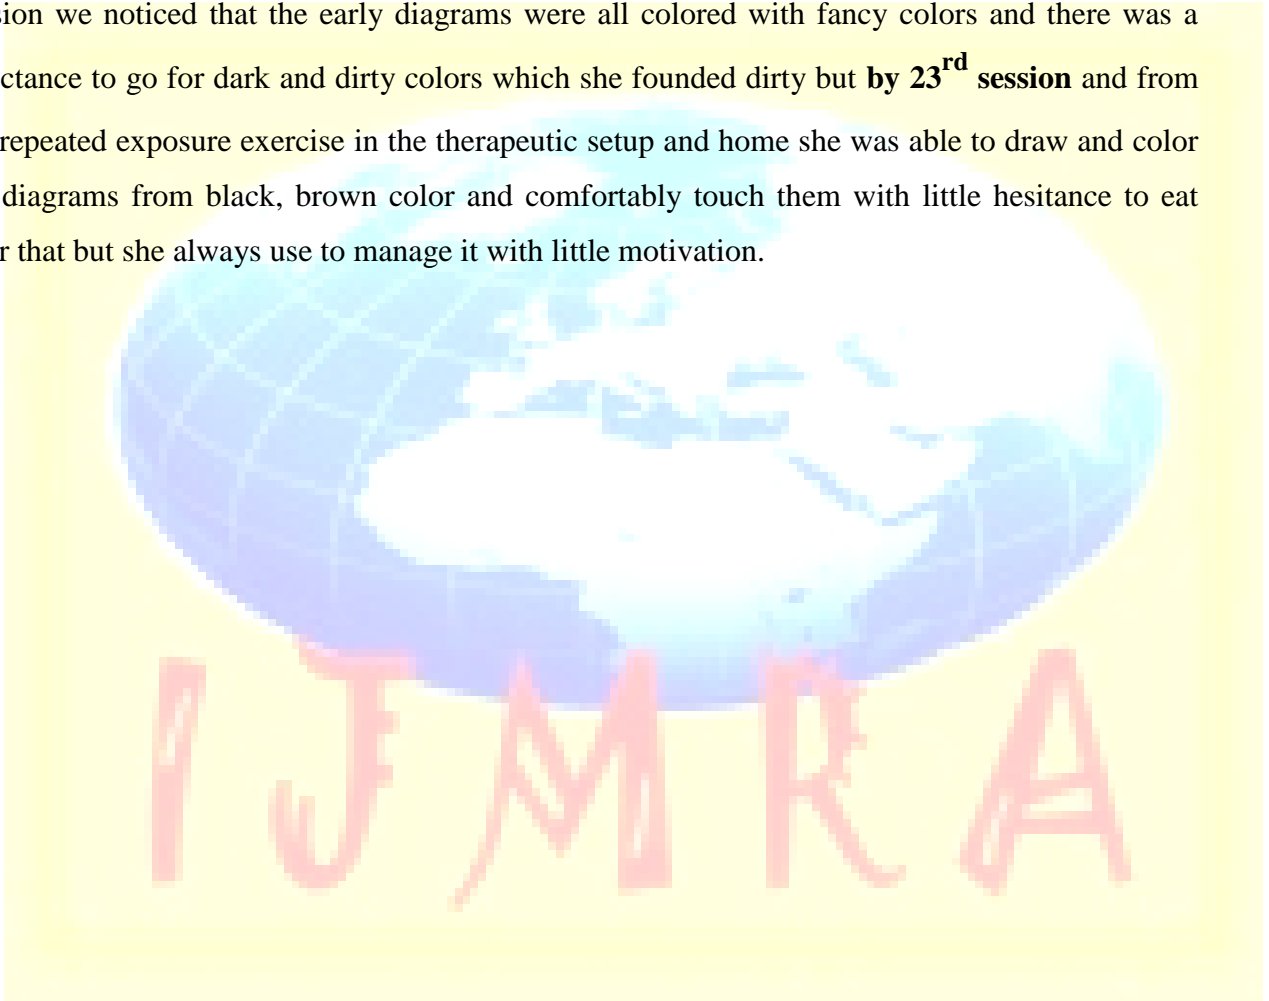 sion we noticed that the early diagrams were all colored with fancy colors and there was a
ctance to go for dark and dirty colors which she founded dirty but by 23rd session and from
repeated exposure exercise in the therapeutic setup and home she was able to draw and color
diagrams from black, brown color and comfortably touch them with little hesitance to eat
r that but she always use to manage it with little motivation.
IJMRA